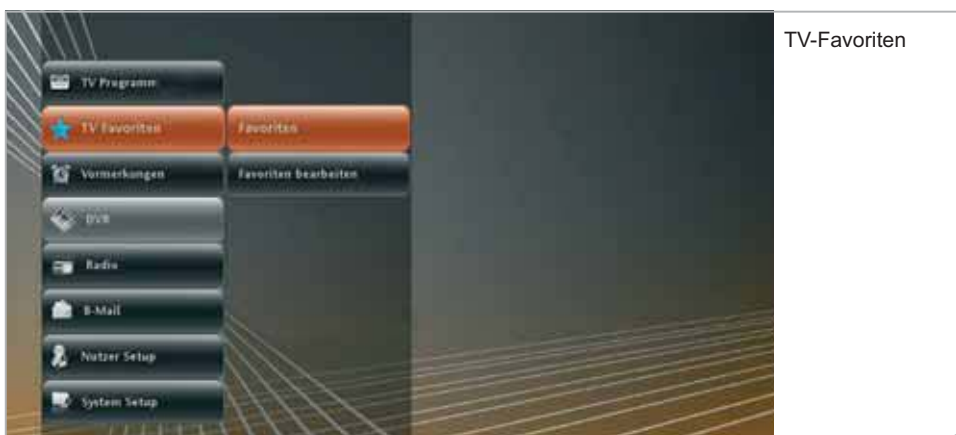 TV-Favoriten
TV Programm
TV Favoriten
Favoriten
Vormerkungen
Favoriten bearbeiten
DVR
Radio
E-Mail
Nutzer Setup
System Setup